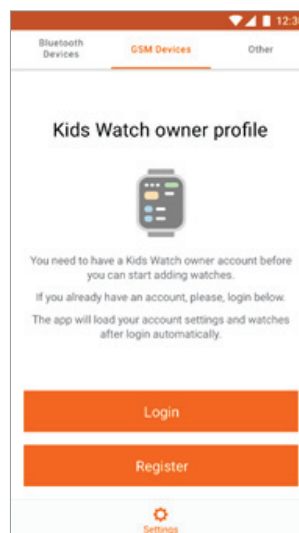 12:30
Bluetooth
Devices
GSM Devices
Other
Kids Watch owner profile
You need to have a Kids Watch owner account before
you can start adding watches.
If you already have an account, please, login below.
The app will load your account settings and watches
after login automatically.
Login
Register
Settings